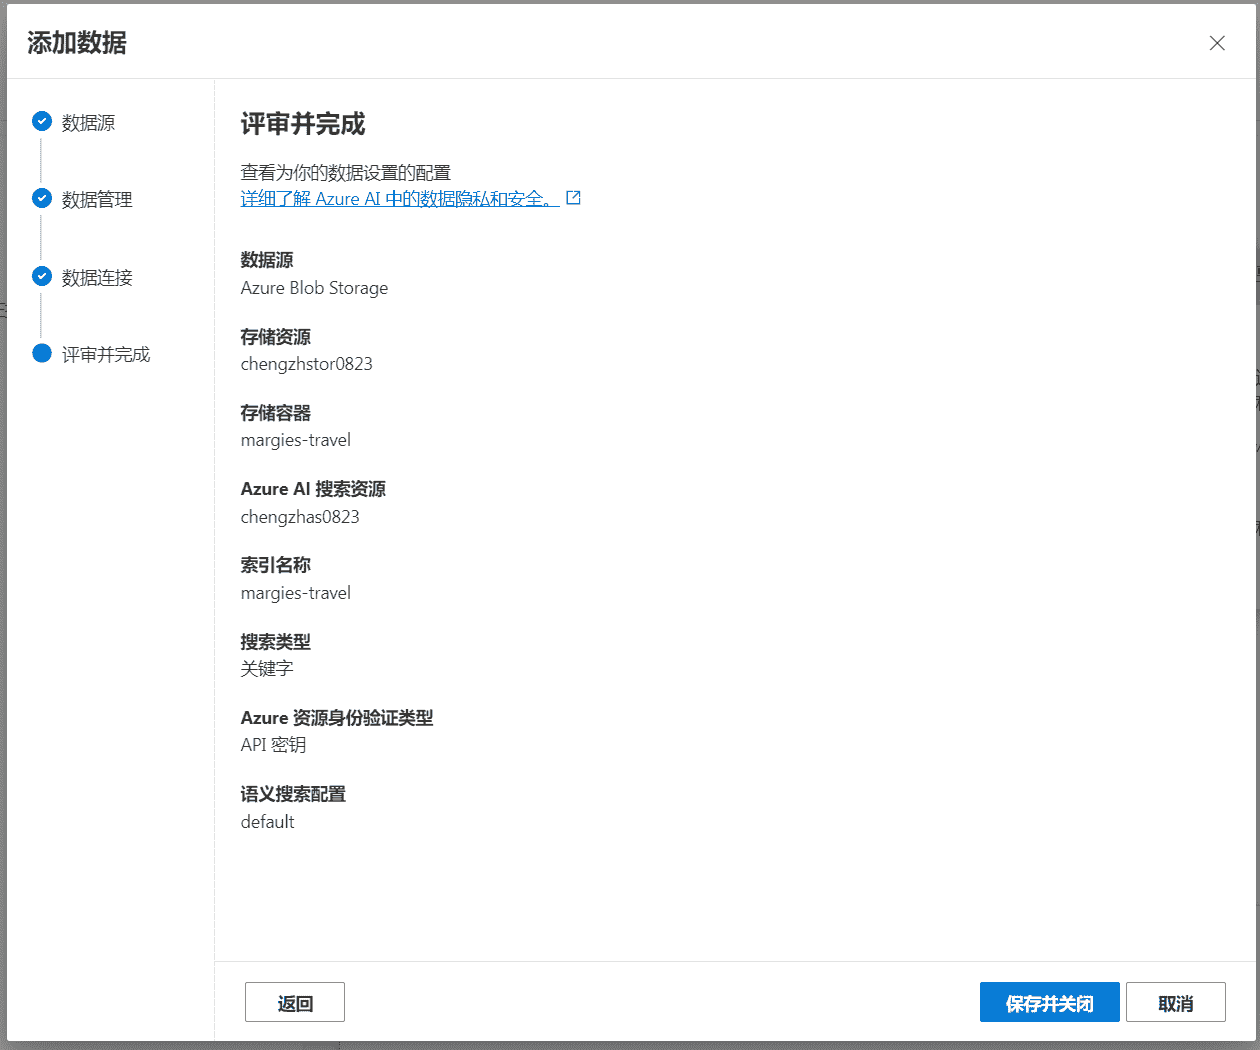 添加数据
数据源
数据管理
数据连接
评审并完成
评审并完成
查看为你的数据设置的配置
详细了解 Azure AI 中的数据隐私和安全。
数据源
Azure Blob Storage
存储资源
chengzhstor0823
存储容器
margies-travel
Azure AI 搜索资源
chengzhas0823
索引名称
margies-travel
搜索类型
关键字
Azure 资源身份验证类型
API 密钥
语义搜索配置
default
返回
保存并关闭
取消